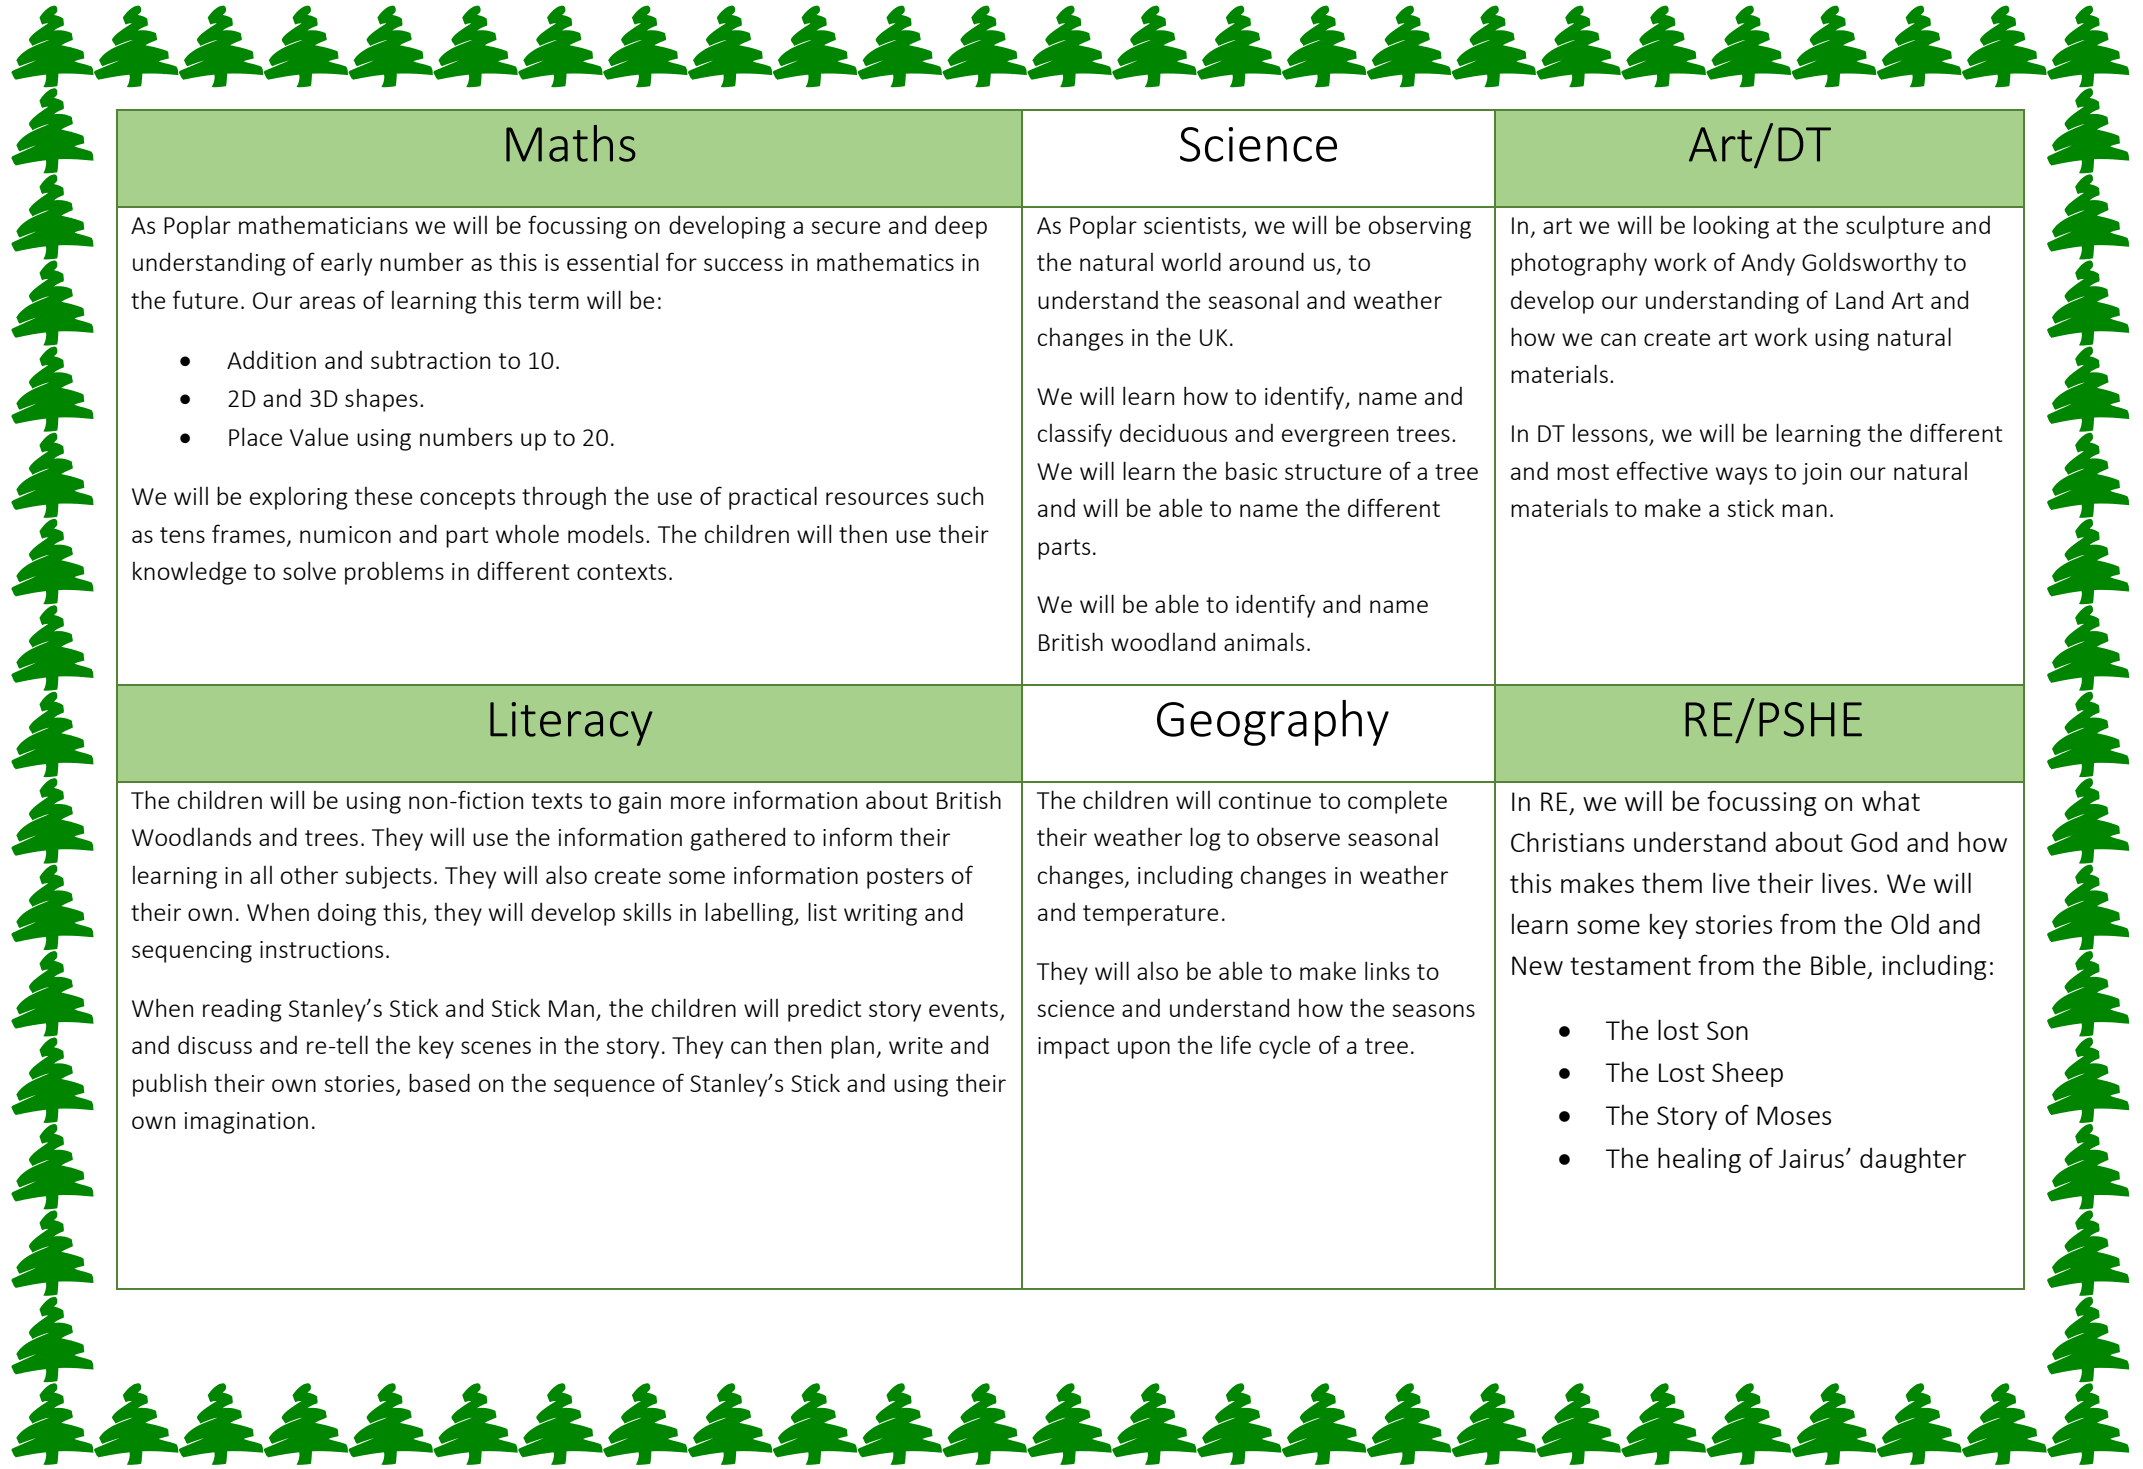 Maths
As Poplar mathematicians we will be focussing on developing a secure and deep
understanding of early number as this is essential for success in mathematics in
the future. Our areas of learning this term will be:
• Addition and subtraction to 10.
• 2D and 3D shapes.
• Place Value using numbers up to 20.
We will be exploring these concepts through the use of practical resources such
as tens frames, numicon and part whole models. The children will then use their
knowledge to solve problems in different contexts.
Science
As Poplar scientists, we will be observing
the natural world around us, to
understand the seasonal and weather
changes in the UK.
We will learn how to identify, name and
classify deciduous and evergreen trees.
We will learn the basic structure of a tree
and will be able to name the different
parts.
We will be able to identify and name
British woodland animals.
Art/DT
In, art we will be looking at the sculpture and
photography work of Andy Goldsworthy to
develop our understanding of Land Art and
how we can create art work using natural
materials.
In DT lessons, we will be learning the different
and most effective ways to join our natural
materials to make a stick man.
Literacy
The children will be using non-fiction texts to gain more information about British
Woodlands and trees. They will use the information gathered to inform their
learning in all other subjects. They will also create some information posters of
their own. When doing this, they will develop skills in labelling, list writing and
sequencing instructions.
When reading Stanley’s Stick and Stick Man, the children will predict story events,
and discuss and re-tell the key scenes in the story. They can then plan, write and
publish their own stories, based on the sequence of Stanley’s Stick and using their
own imagination.
Geography
The children will continue to complete
their weather log to observe seasonal
changes, including changes in weather
and temperature.
They will also be able to make links to
science and understand how the seasons
impact upon the life cycle of a tree.
RE/PSHE
In RE, we will be focussing on what
Christians understand about God and how
this makes them live their lives. We will
learn some key stories from the Old and
New testament from the Bible, including:
• The lost Son
• The Lost Sheep
• The Story of Moses
• The healing of Jairus’ daughter